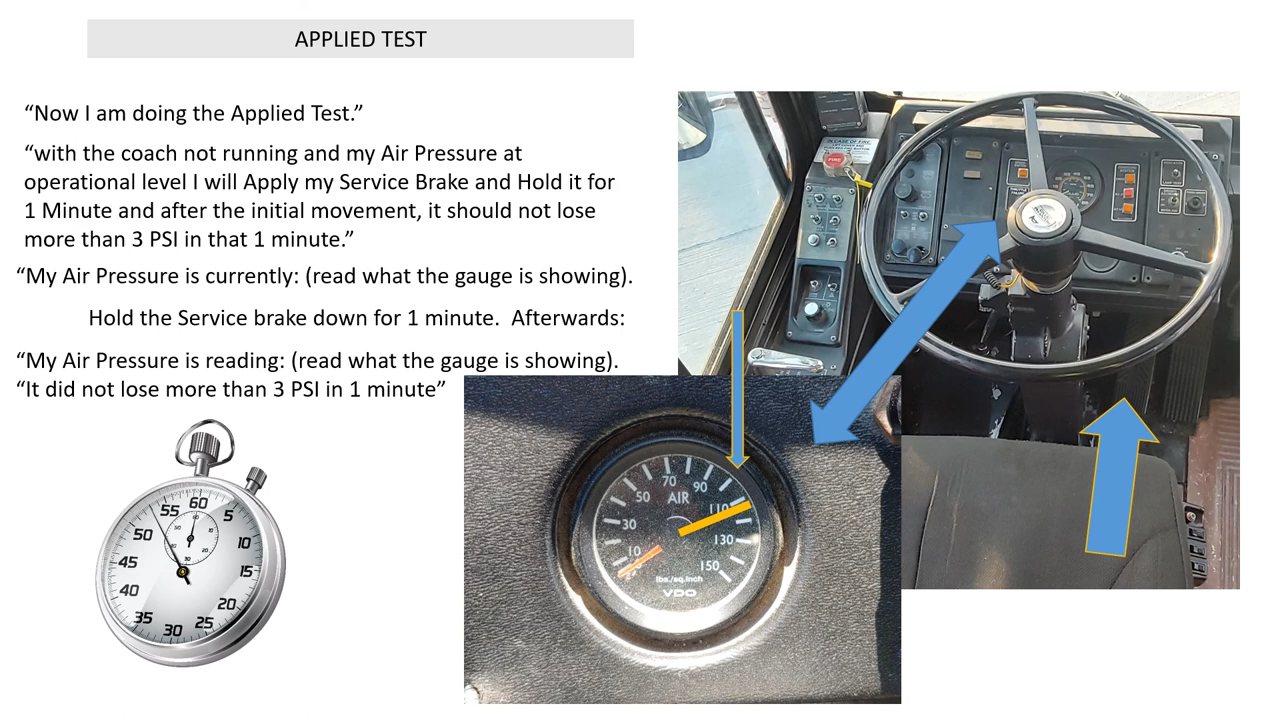 APPLIED TEST
“Now I am doing the Applied Test.”
“with the coach not running and my Air Pressure at
operational level I will Apply my Service Brake and Hold it for
1 Minute and after the initial movement, it should not lose
more than 3 PSI in that 1 minute.”
“My Air Pressure is currently: (read what the gauge is showing).
Hold the Service brake down for 1 minute.  Afterwards:
“My Air Pressure is reading: (read what the gauge is showing).
“It did not lose more than 3 PSI in 1 minute”
IN CASE OF FIRE
FIRE
60
5
10
15
20
25
30
35
40
45
50
55
10
30
50
70
90
110
130
150
AIR
lbs./sq.inch
VDO